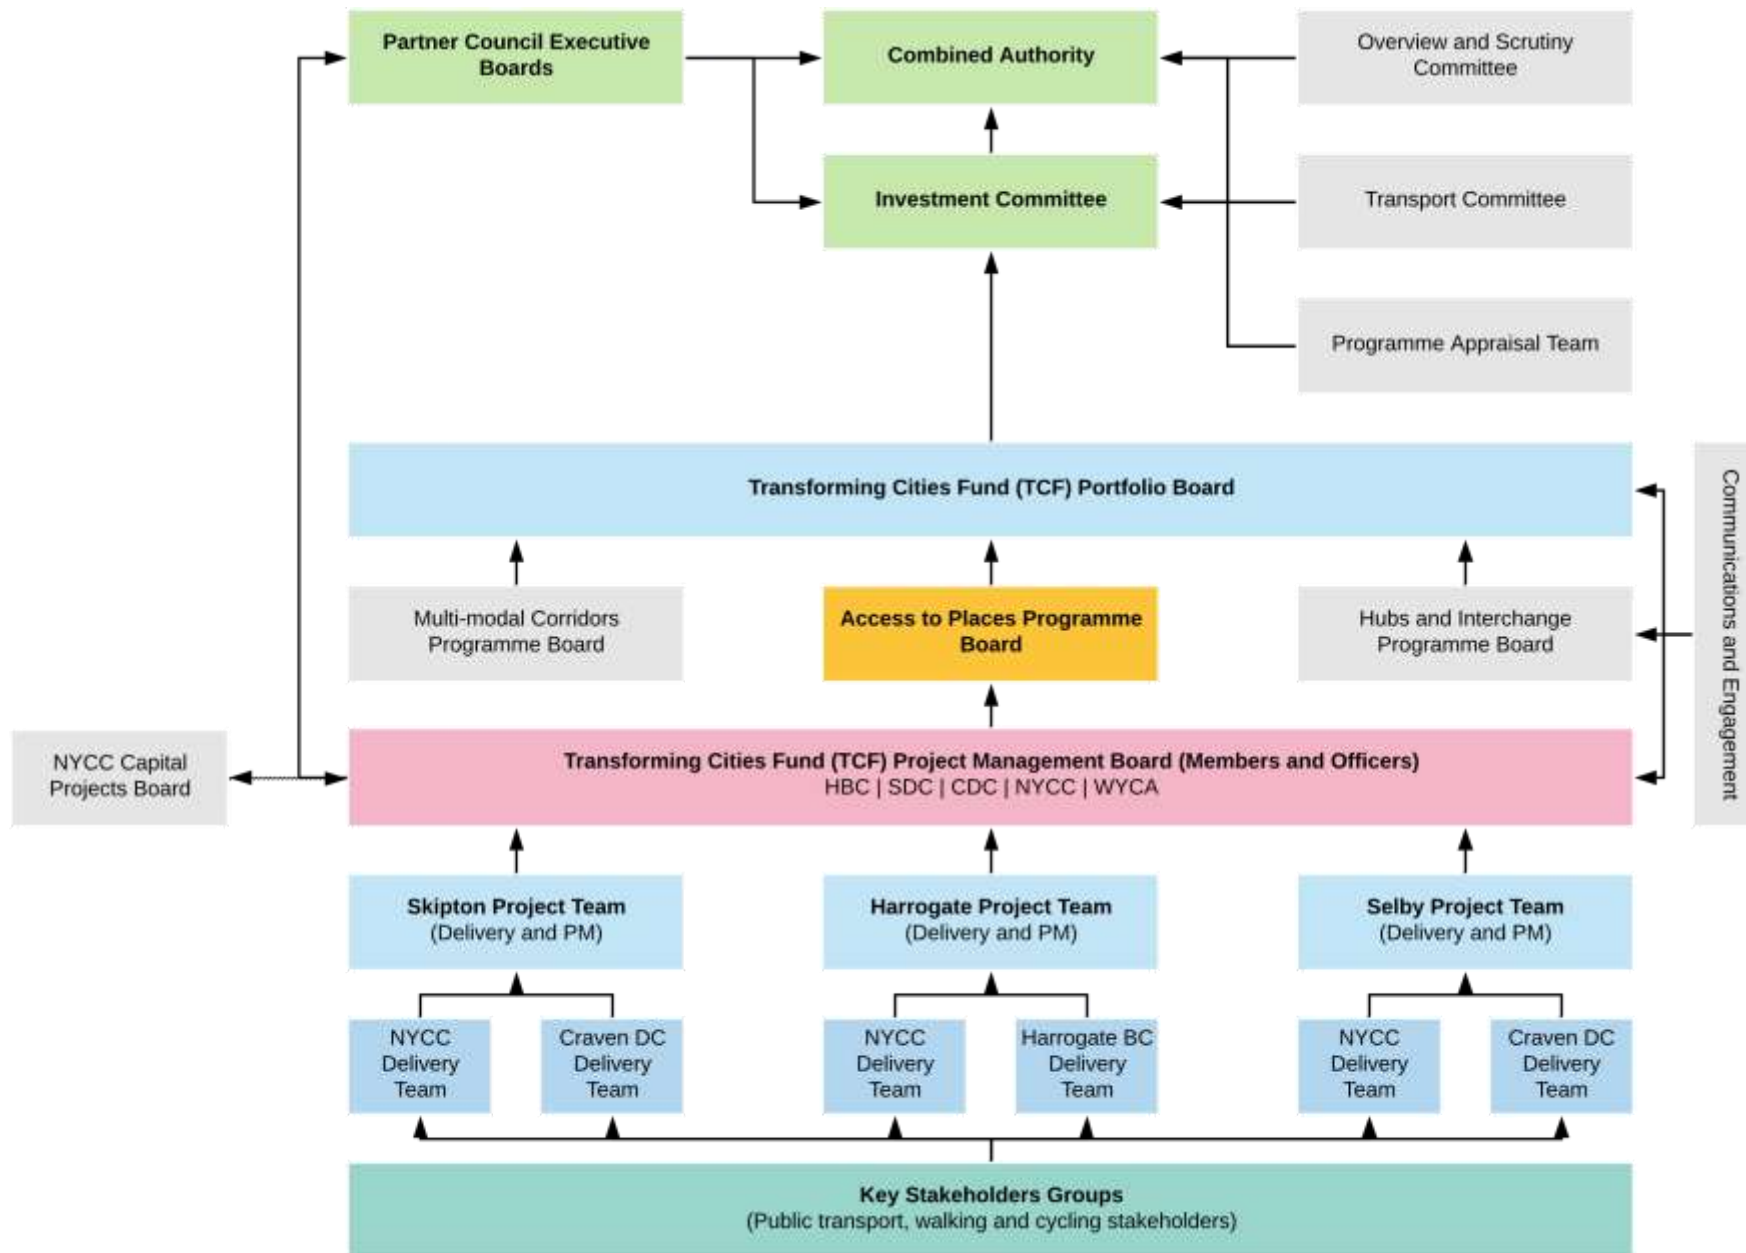 Partner Council Executive
Boards
Combined Authority
Overview and Scrutiny
Committee
Investment Committee
Transport Committee
Programme Appraisal Team
Transforming Cities Fund (TCF) Portfolio Board
Communications and Engagement
Multi-modal Corridors
Programme Board
Access to Places Programme
Board
Hubs and Interchange
Programme Board
NYCC Capital
Projects Board
Transforming Cities Fund (TCF) Project Management Board (Members and Officers)
HBC | SDC | CDC | NYCC | WYCA
Skipton Project Team
(Delivery and PM)
Harrogate Project Team
(Delivery and PM)
Selby Project Team
(Delivery and PM)
NYCC
Delivery
Team
Craven DC
Delivery
Team
NYCC
Delivery
Team
Harrogate BC
Delivery
Team
NYCC
Delivery
Team
Craven DC
Delivery
Team
Key Stakeholders Groups
(Public transport, walking and cycling stakeholders)